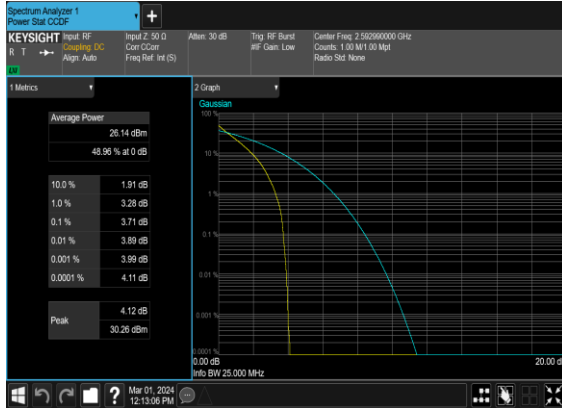 Spectrum Analyzer 1
Power Stat CCDF
+
KEYSIGHT
R T
Input: RF
Coupling: DC
Align: Auto
Input Z: 50 Ω
Corr CCorr
Freq Ref: Int (S)
Atten: 30 dB
Trig: RF Burst
#IF Gain: Low
Center Freq: 2.592990000 GHz
Counts: 1.00 M/1.00 Mpt
Radio Std: None
1 Metrics
Average Power
26.14 dBm
48.96 % at 0 dB
10.0 % 1.91 dB
1.0 % 3.28 dB
0.1 % 3.71 dB
0.01 % 3.89 dB
0.001 % 3.99 dB
0.0001 % 4.11 dB
Peak
4.12 dB
30.26 dBm
2 Graph
Gaussian
100 %
10 %
1 %
0.1 %
0.01 %
0.001 %
0.0001 %
0.00 dB
20.00 d
Info BW 25.000 MHz
?
Mar 01, 2024
12:13:06 PM